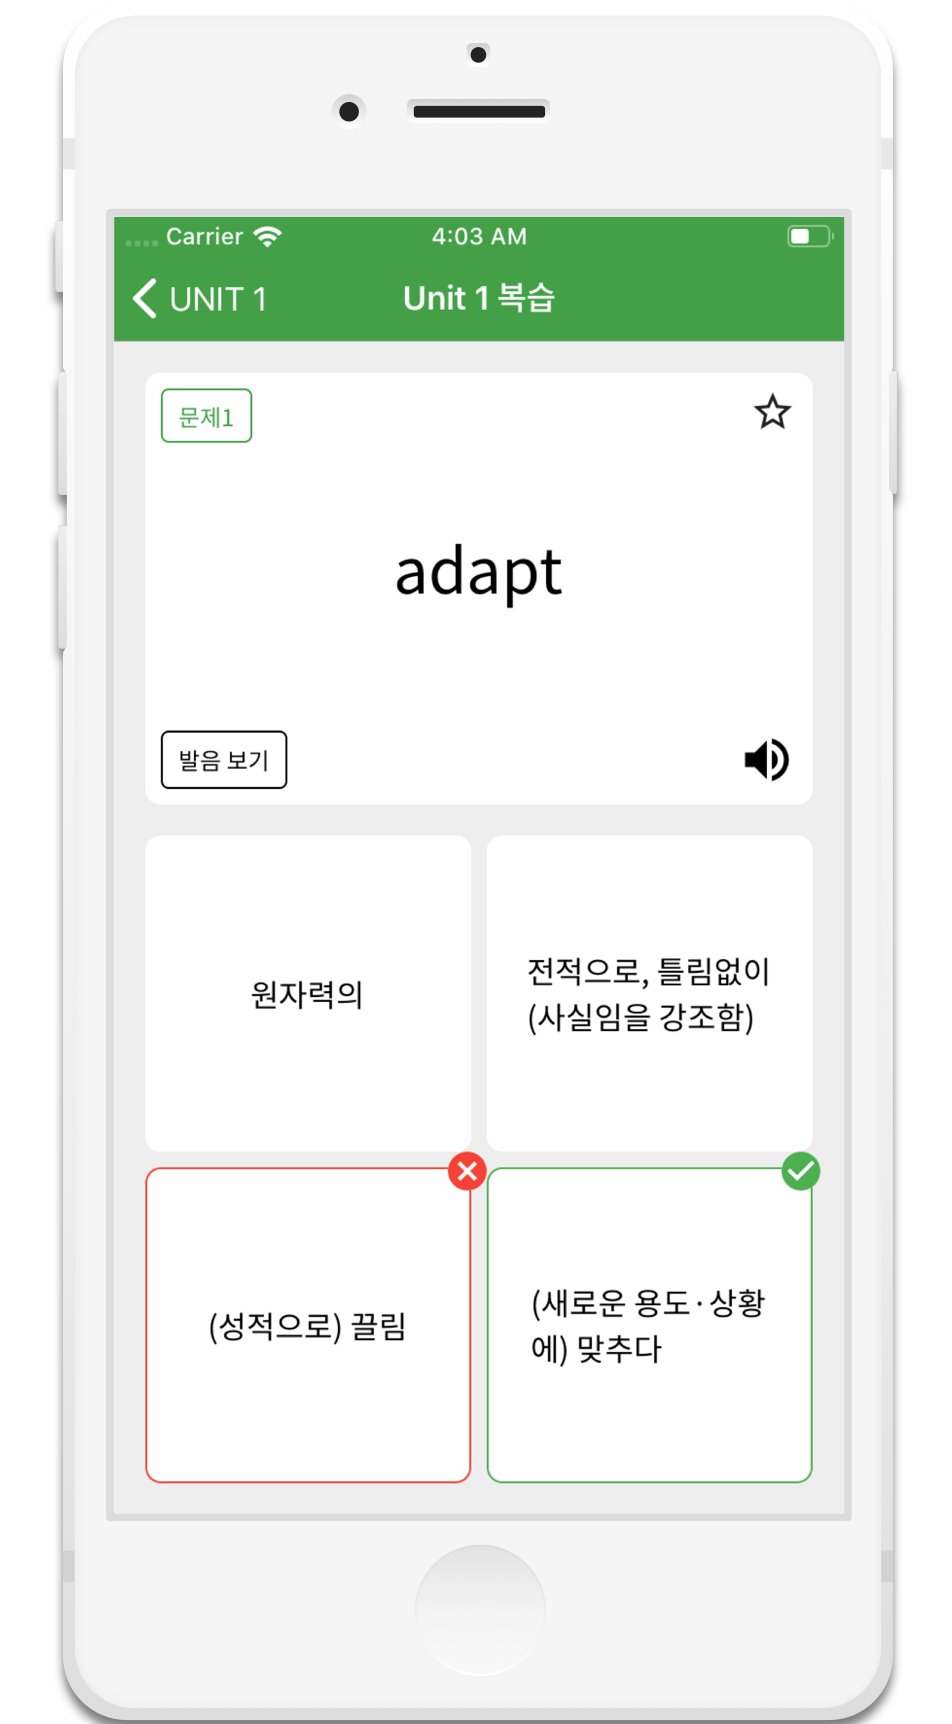 Carrier 4:03 AM
UNIT 1 Unit 1 복습
문제1
adapt
발음 보기
원자력의
전적으로, 틀림없이
(사실임을 강조함)
(성적으로) 끌림
(새로운 용도·상황
에) 맞추다